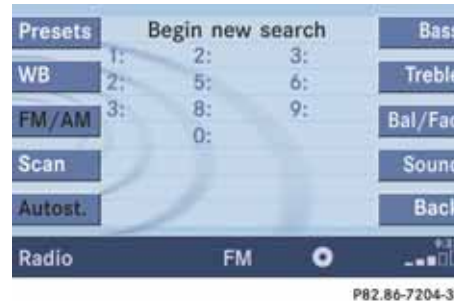 Presets Begin new search Bas
1: 2: 3:
WB 2: 5: 6: Treble
FM/AM 3: 8: 9: Bal/Fad
0:
Scan Sound
Autost. Back
Radio FM
P82.86-7204-3